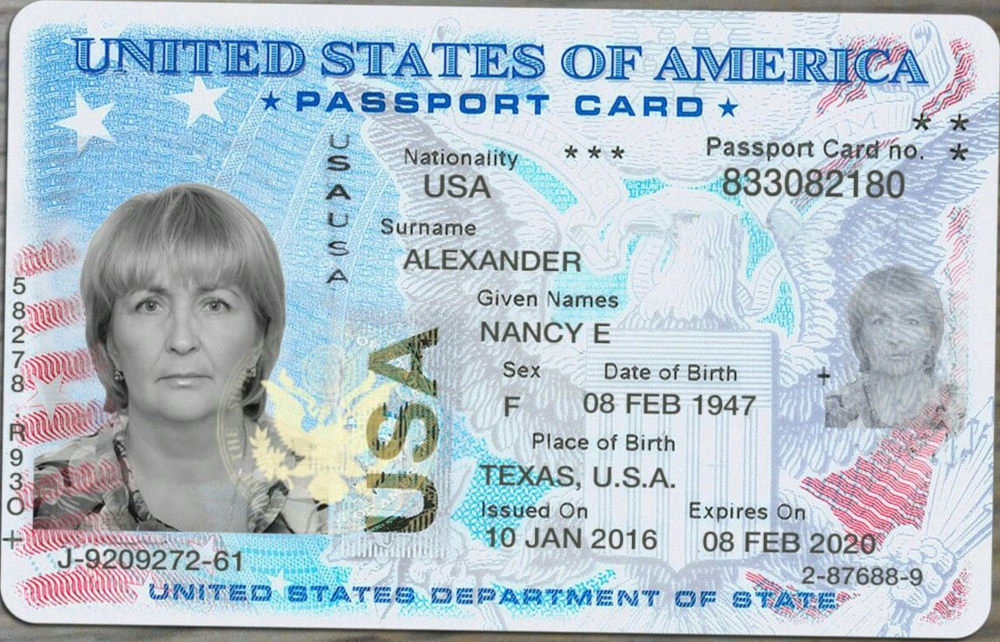 UNITED STATES OF AMERICA
★ PASSPORT CARD ★
USAUSA
Nationality
* * *
Passport Card no.
* * *
USA
833082180
Surname
ALEXANDER
Given Names
NANCY E
Sex
Date of Birth
F
08 FEB 1947
Place of Birth
TEXAS, U.S.A.
Issued On
Expires On
10 JAN 2016
08 FEB 2020
USA
58278 R930
J-9209272-61
2-87688-9
UNITED STATES DEPARTMENT OF STATE